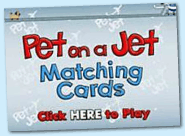 Pet on a Jet
Matching
Cards
Click HERE to Play